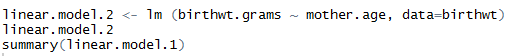 linear.model.2 <- lm (birthwt.grams ~ mother.age, data=birthwt)
linear.model.2
summary(linear.model.1)